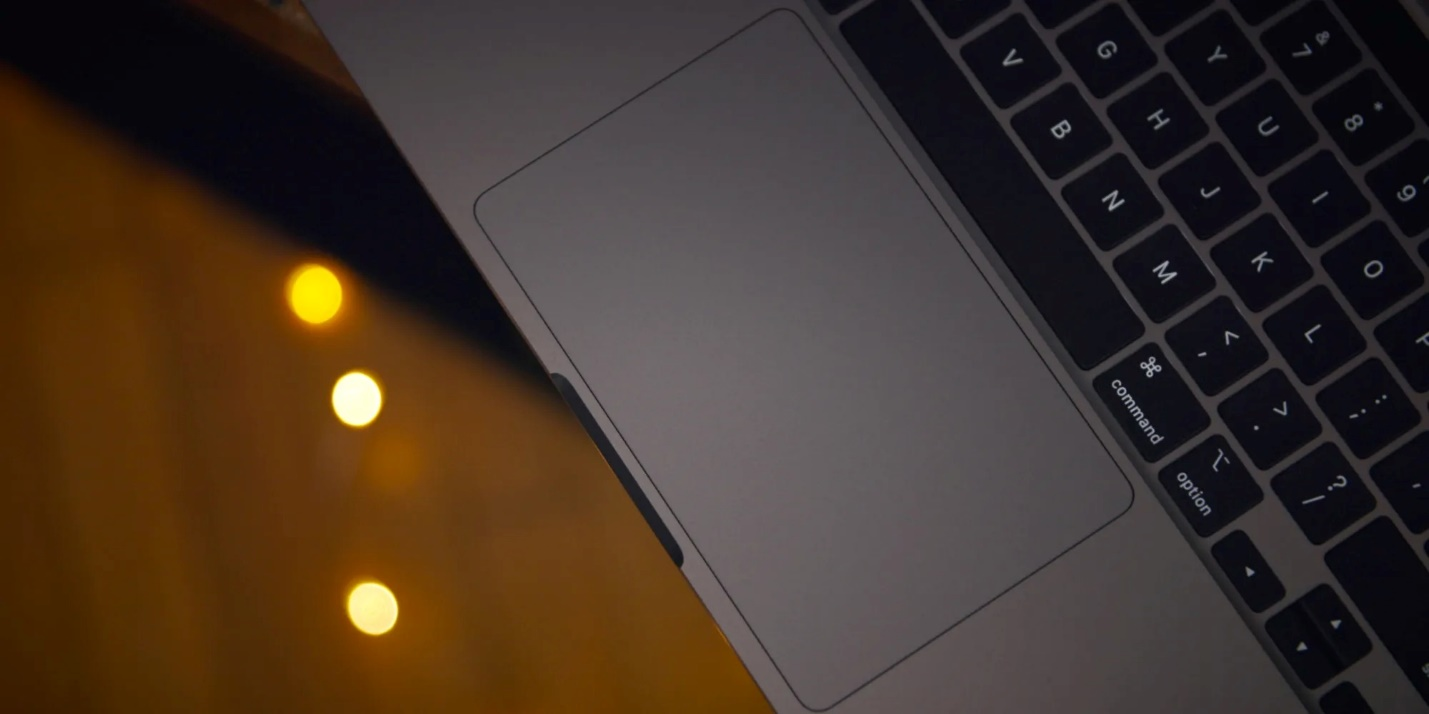 & 7
* 8
9
Y
U
I
O
G
H
J
K
L
: ;
V
B
N
M
< ,
> .
? /
⌘
command
⌥
option